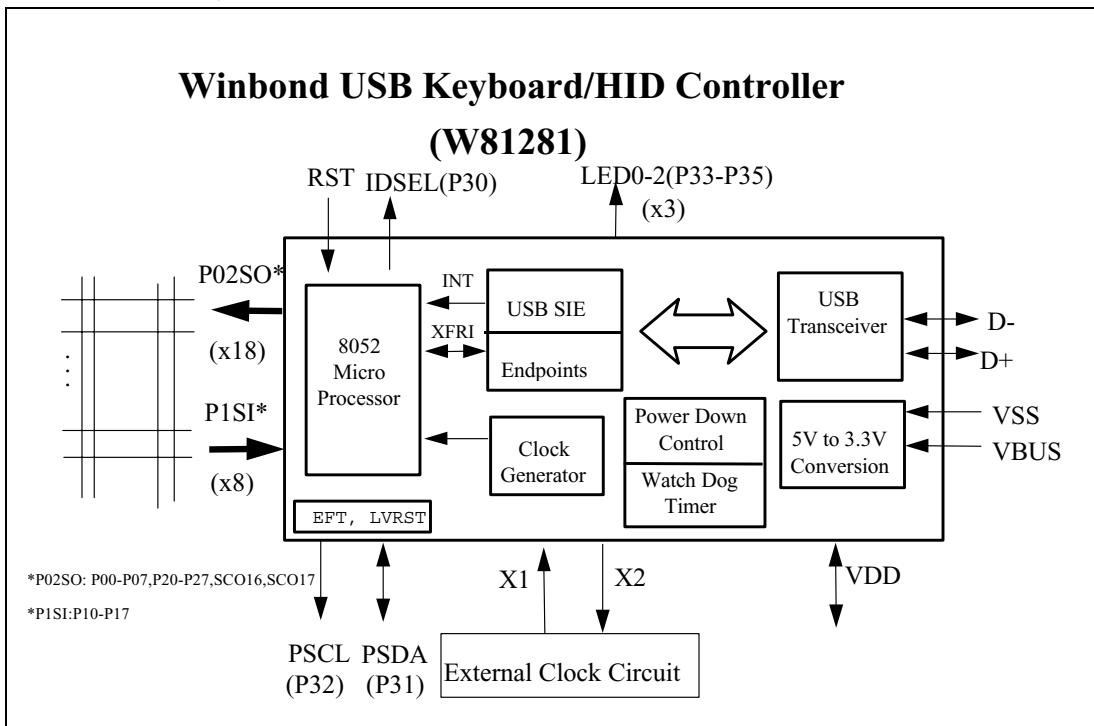 Winbond USB Keyboard/HID Controller
(W81281)
RST
IDSEL(P30)
LED0-2(P33-P35)
(x3)
P02SO*
(x18)
P1SI*
(x8)
8052
Micro
Processor
INT
XFRI
USB SIE
Endpoints
USB
Transceiver
D-
D+
Clock
Generator
Power Down
Control
Watch Dog
Timer
5V to 3.3V
Conversion
VSS
VBUS
EFT, LVRST
*P02SO: P00-P07,P20-P27,SCO16,SCO17
*P1SI:P10-P17
PSCL
(P32)
PSDA
(P31)
X1
X2
VDD
External Clock Circuit